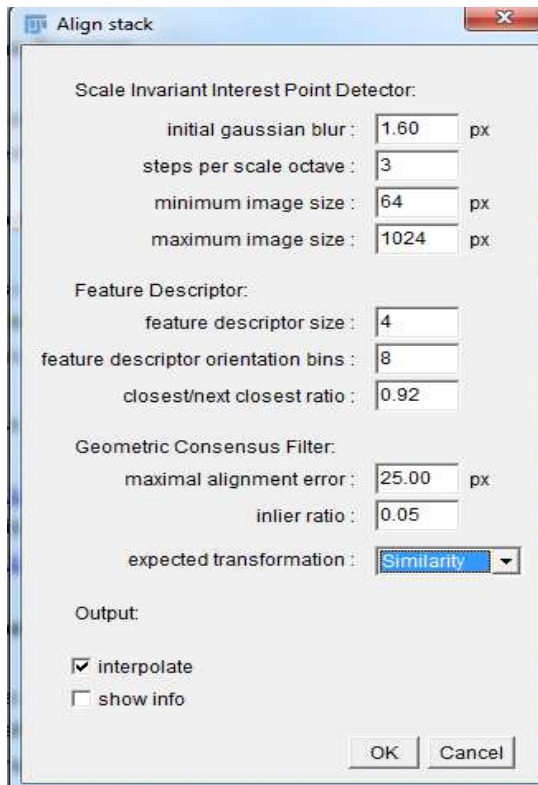 Align stack
Scale Invariant Interest Point Detector:
initial gaussian blur : 1.60 px
steps per scale octave : 3
minimum image size : 64 px
maximum image size : 1024 px
Feature Descriptor:
feature descriptor size : 4
feature descriptor orientation bins : 8
closest/next closest ratio : 0.92
Geometric Consensus Filter:
maximal alignment error : 25.00 px
inlier ratio : 0.05
expected transformation : Similarity
Output:
interpolate
show info
OK Cancel